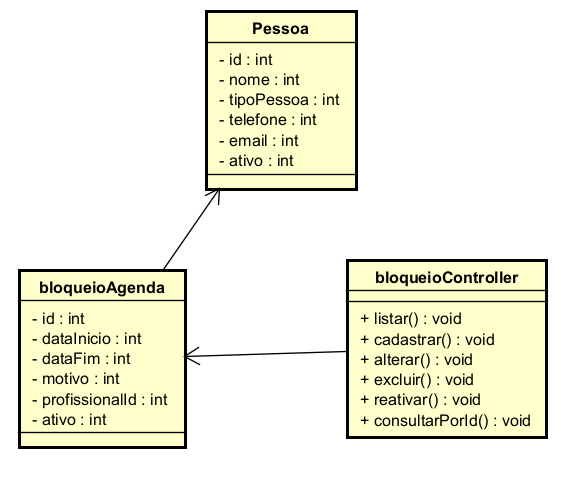 Pessoa
- id : int
- nome : int
- tipoPessoa : int
- telefone : int
- email : int
- ativo : int
bloqueioAgenda
- id : int
- dataInicio : int
- dataFim : int
- motivo : int
- profissionalId : int
- ativo : int
bloqueioController
+ listar() : void
+ cadastrar() : void
+ alterar() : void
+ excluir() : void
+ reativar() : void
+ consultarPorId() : void